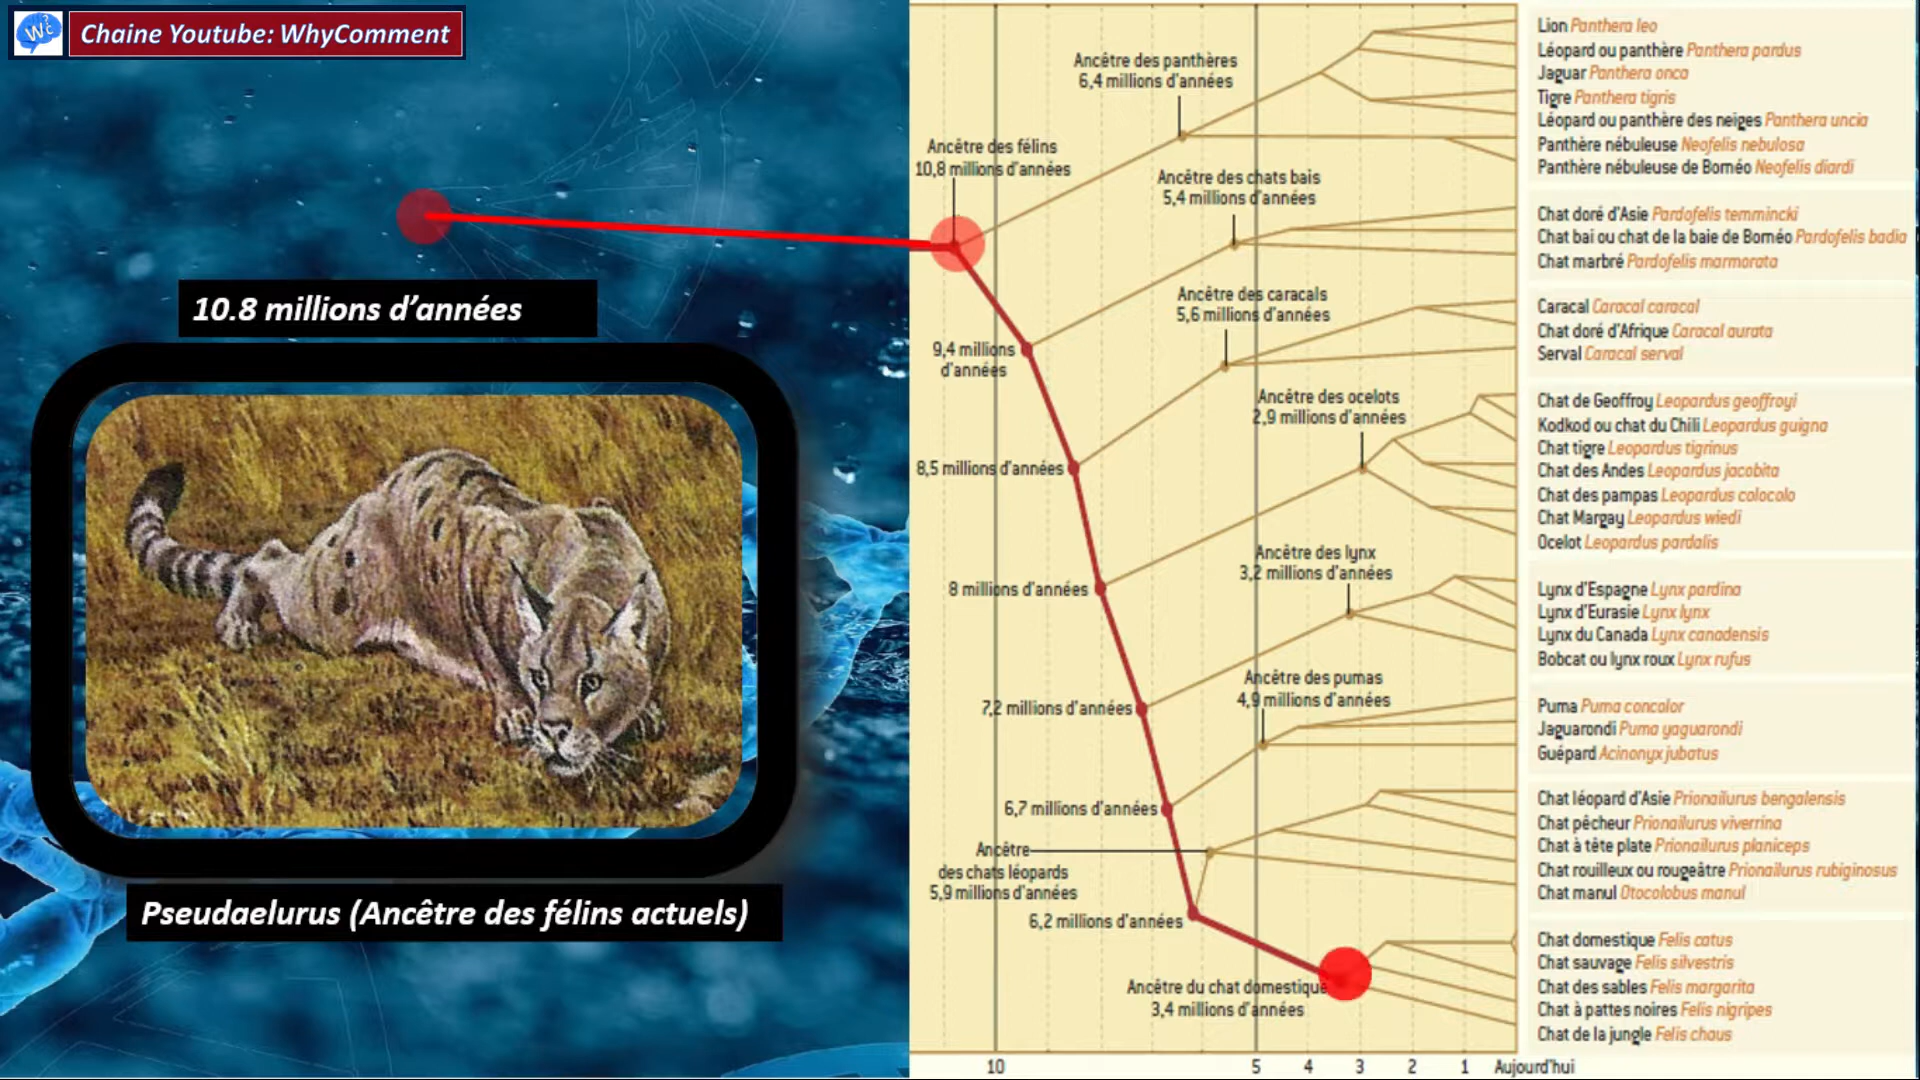 W?c
Chaine Youtube: WhyComment
10.8 millions d'années
Pseudaelurus (Ancêtre des félins actuels)
Ancêtre des panthères
6,4 millions d'années
Ancêtre des félins
10,8 millions d'années
Ancêtre des chats bais
5,4 millions d'années
Ancêtre des caracals
5,6 millions d'années
9,4 millions
d'années
Ancêtre des ocelots
2,9 millions d'années
8,5 millions d'années
Ancêtre des lynx
3,2 millions d'années
8 millions d'années
Ancêtre des pumas
4,9 millions d'années
7,2 millions d'années
6,7 millions d'années
Ancêtre
des chats léopards
5,9 millions d'années
6,2 millions d'années
Ancêtre du chat domestique
3,4 millions d'années
Lion Panthera leo
Léopard ou panthère Panthera pardus
Jaguar Panthera onca
Tigre Panthera tigris
Léopard ou panthère des neiges Panthera uncia
Panthère nébuleuse Neofelis nebulosa
Panthère nébuleuse de Bornéo Neofelis diardi
Chat doré d'Asie Pardofelis temmincki
Chat bai ou chat de la baie de Bornéo Pardofelis badia
Chat marbré Pardofelis marmorata
Caracal Caracal caracal
Chat doré d'Afrique Caracal aurata
Serval Caracal serval
Chat de Geoffroy Leopardus geoffroyi
Kodkod ou chat du Chili Leopardus guigna
Chat tigre Leopardus tigrinus
Chat des Andes Leopardus jacobita
Chat des pampas Leopardus colocolo
Chat Margay Leopardus wiedi
Ocelot Leopardus pardalis
Lynx d'Espagne Lynx pardina
Lynx d'Eurasie Lynx lynx
Lynx du Canada Lynx canadensis
Bobcat ou lynx roux Lynx rufus
Puma Puma concolor
Jaguarondi Puma yaguarondi
Guépard Acinonyx jubatus
Chat léopard d'Asie Prionailurus bengalensis
Chat pêcheur Prionailurus viverrina
Chat à tête plate Prionailurus planiceps
Chat rouilleux ou rougeâtre Prionailurus rubiginosus
Chat manul Otocolobus manul
Chat domestique Felis catus
Chat sauvage Felis silvestris
Chat des sables Felis margarita
Chat à pattes noires Felis nigripes
Chat de la jungle Felis chaus
10 5 4 3 2 1 Aujourd'hui